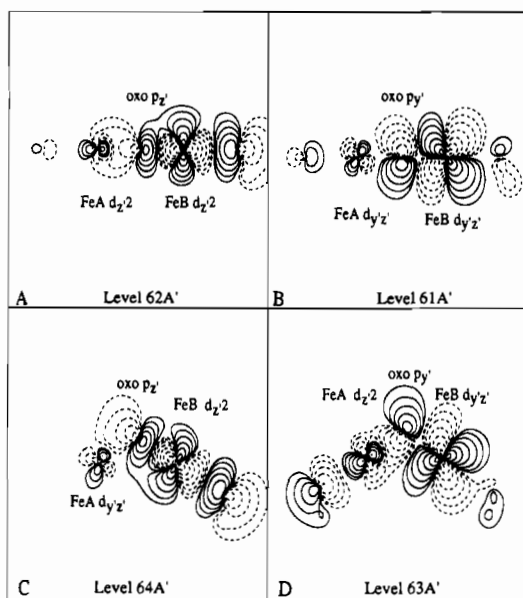 oxo p_z'
FeA d_z'2 FeB d_z'2
A Level 62A'
oxo p_y'
FeA d_y'z' FeB d_y'z'
B Level 61A'
oxo p_z'
FeB d_z'2
FeA d_y'z'
C Level 64A'
oxo p_y'
FeA d_z'2 FeB d_y'z'
D Level 63A'